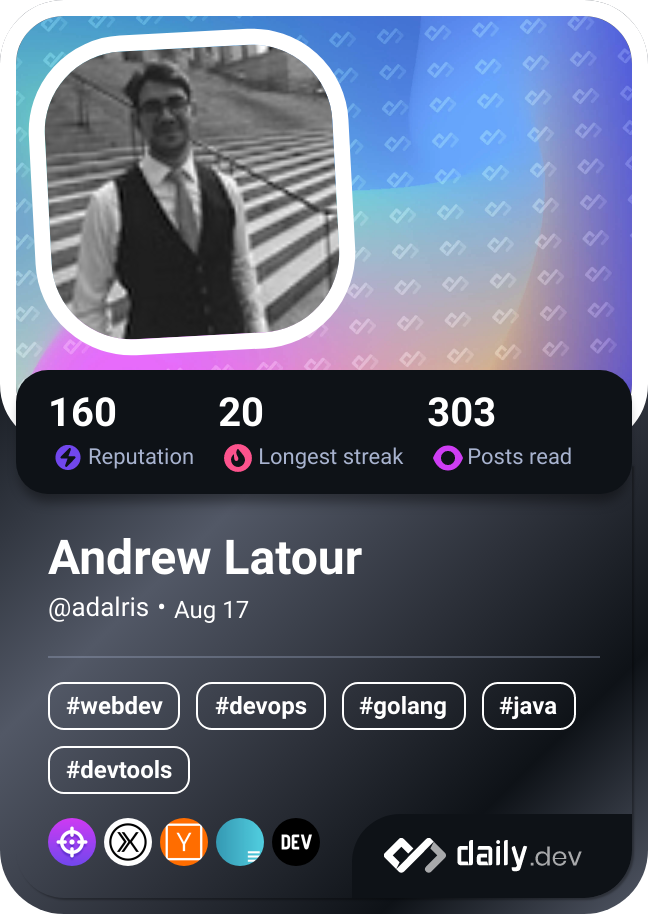 160 20 303
Reputation Longest streak Posts read
Andrew Latour
@adalris • Aug 17
#webdev #devops #golang #java
#devtools
Y DEV daily.dev